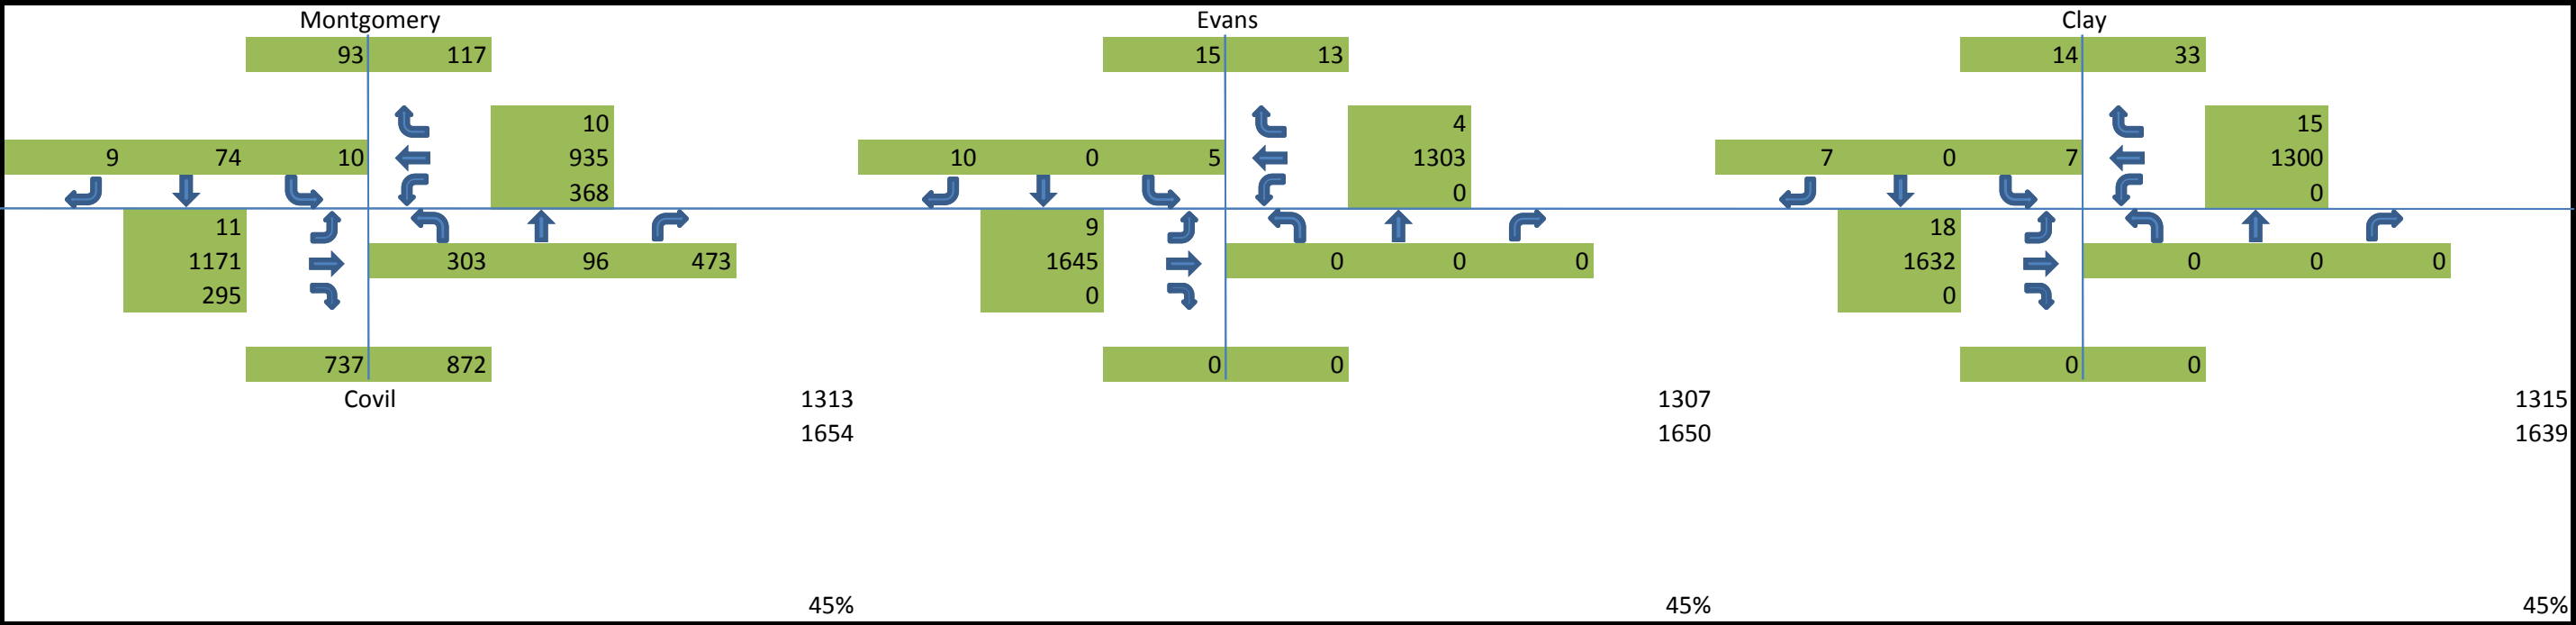 Montgomery Evans Clay
93 117 15 13 14 33
10 4 15
9 74 10 935 10 0 5 1303 7 0 7 1300
368 0 0
11 9 18
1171 303 96 473 1645 0 0 0 1632 0 0 0
295 0 0
737 872 0 0 0 0
Covil 1313 1307 1315
1654 1650 1639
45% 45% 45%